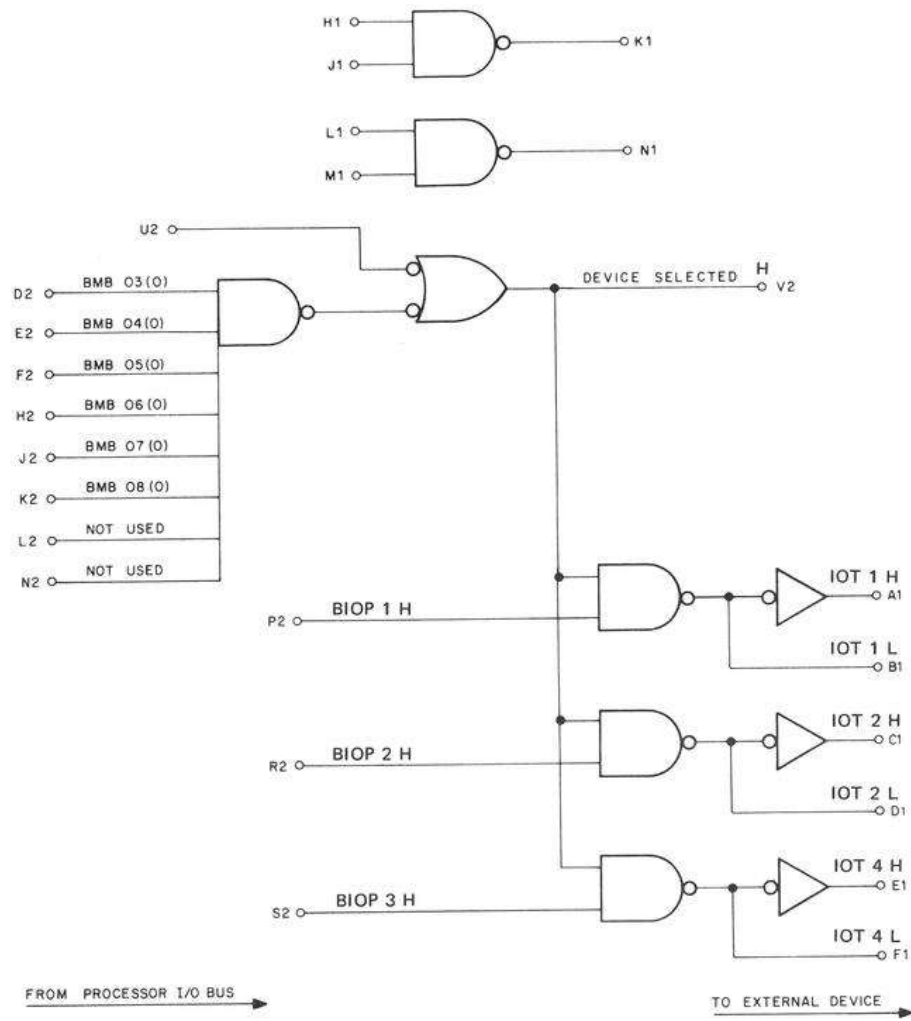 H1
K1
J1
L1
N1
M1
U2
H
DEVICE SELECTED
V2
D2 BMB 03(0)
E2 BMB 04(0)
F2 BMB 05(0)
H2 BMB 06(0)
J2 BMB 07(0)
K2 BMB 08(0)
L2 NOT USED
N2 NOT USED
IOT 1 H
A1
P2 BIOP 1 H
IOT 1 L
B1
IOT 2 H
C1
R2 BIOP 2 H
IOT 2 L
D1
IOT 4 H
E1
S2 BIOP 3 H
IOT 4 L
F1
FROM PROCESSOR I/O BUS
TO EXTERNAL DEVICE